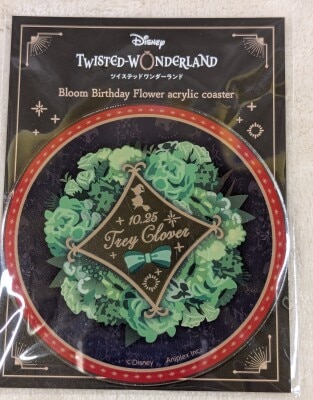 Disney
TWISTED-WONDERLAND
ツイステッドワンダーランド
Bloom Birthday Flower acrylic coaster
10.25
Trey Clover
©Disney Aniplex Inc.